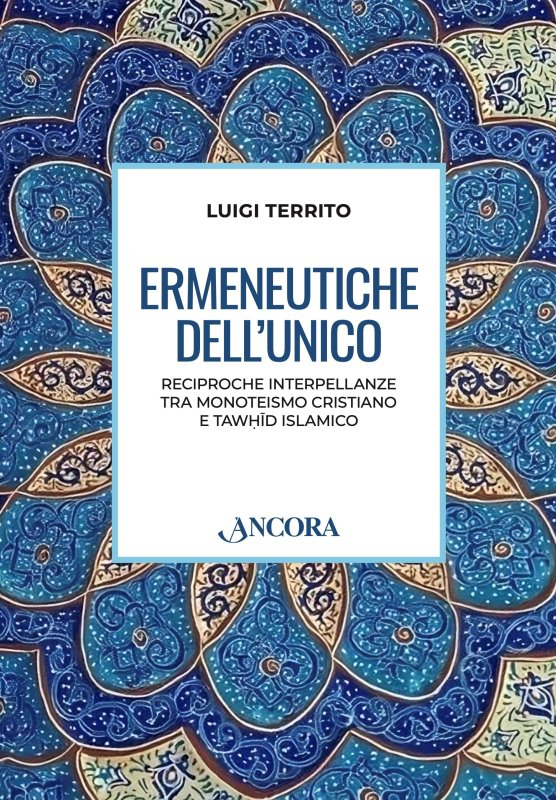 LUIGI TERRITO
ERMENEUTICHE
DELL’UNICO
RECIPROCHE INTERPELLANZE
TRA MONOTEISMO CRISTIANO
E TAWḤĪD ISLAMICO
ANCORA